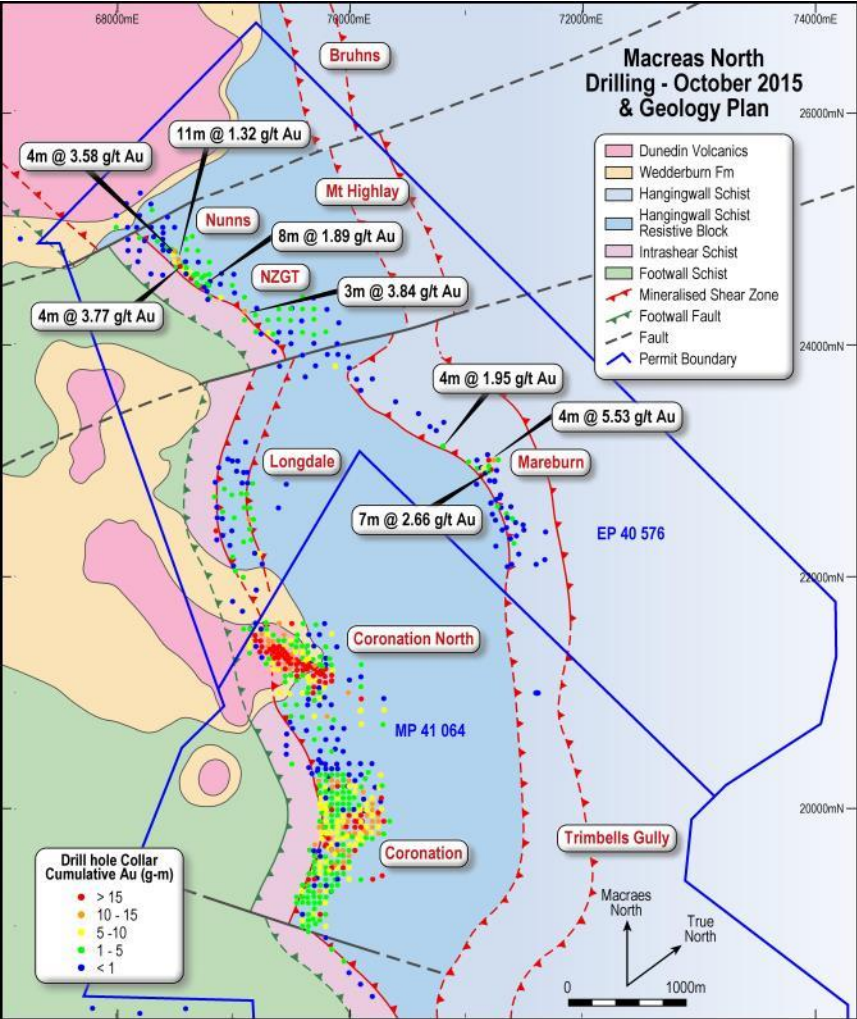 68000mE
70000mE
72000mE
74000mE
Macreas North
Drilling - October 2015
& Geology Plan
Bruhns
26000mN
11m @ 1.32 g/t Au
4m @ 3.58 g/t Au
Dunedin Volcanics
Wedderburn Fm
Hangingwall Schist
Hangingwall Schist
Resistive Block
Intrashear Schist
Footwall Schist
Mineralised Shear Zone
Footwall Fault
Fault
Permit Boundary
Mt Highlay
Nunns
8m @ 1.89 g/t Au
NZGT
3m @ 3.84 g/t Au
4m @ 3.77 g/t Au
24000mN
4m @ 1.95 g/t Au
4m @ 5.53 g/t Au
Longdale
Mareburn
7m @ 2.66 g/t Au
EP 40 576
22000mN
Coronation North
MP 41 064
20000mN
Coronation
Trimbells Gully
Drill hole Collar
Cumulative Au (g-m)
> 15
10 - 15
5 -10
1 - 5
< 1
Macraes
North
True
North
0
1000m